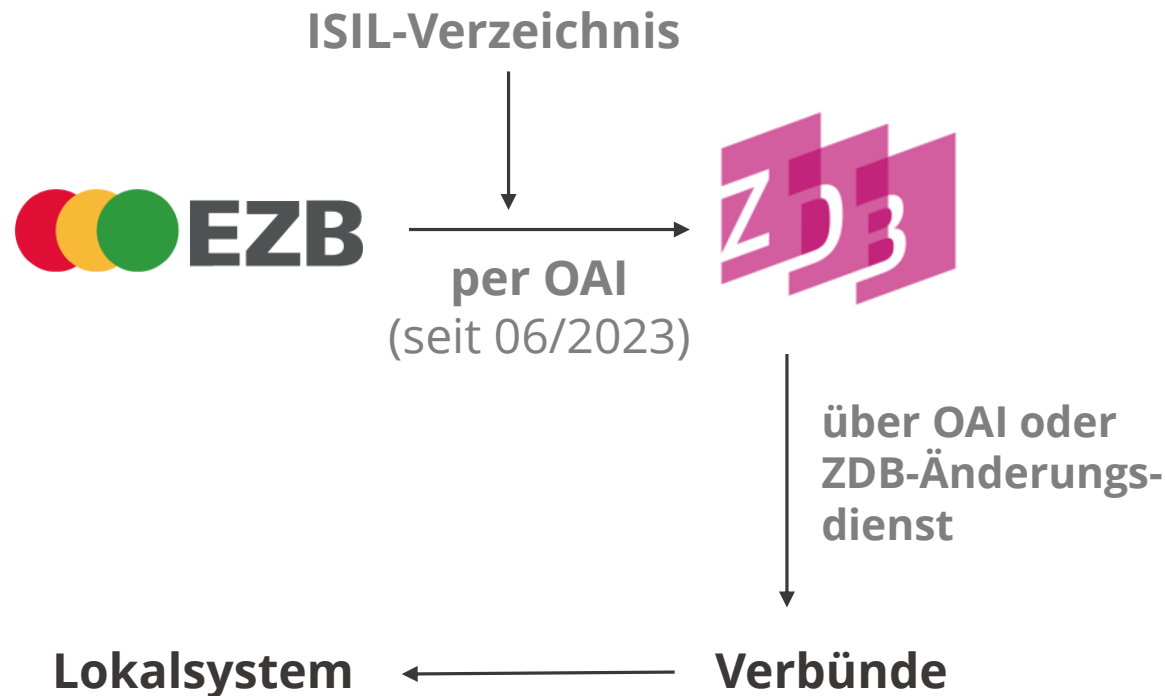 ISIL-Verzeichnis
EZB
ZDB
per OAI
(seit 06/2023)
über OAI oder
ZDB-Änderungs-
dienst
Lokalsystem
Verbünde